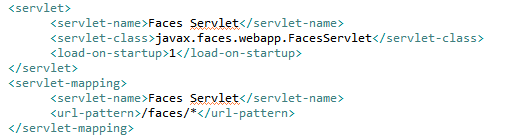 <servlet>
<servlet-name>Faces Servlet</servlet-name>
<servlet-class>javax.faces.webapp.FacesServlet</servlet-class>
<load-on-startup>1</load-on-startup>
</servlet>
<servlet-mapping>
<servlet-name>Faces Servlet</servlet-name>
<url-pattern>/faces/*</url-pattern>
</servlet-mapping>